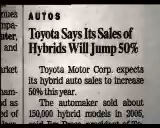 AUTOS
Toyota Says Its Sales of
Hybrids Will Jump 50%
Toyota Motor Corp. expects
its hybrid auto sales to increase
50% this year.
The automaker sold about
150,000 hybrid models in 2005,